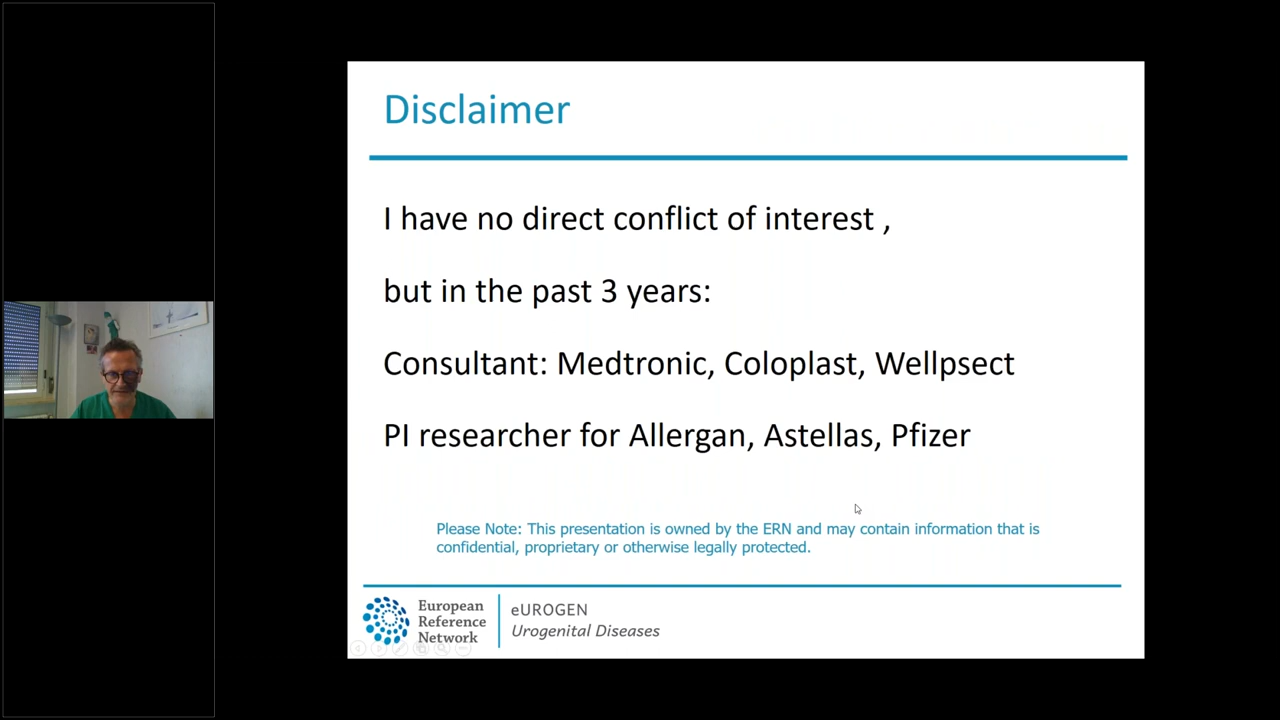 Disclaimer
I have no direct conflict of interest ,
but in the past 3 years:
Consultant: Medtronic, Coloplast, Wellpsect
PI researcher for Allergan, Astellas, Pfizer
Please Note: This presentation is owned by the ERN and may contain information that is
confidential, proprietary or otherwise legally protected.
European
Reference
Network
eUROGEN
Urogenital Diseases